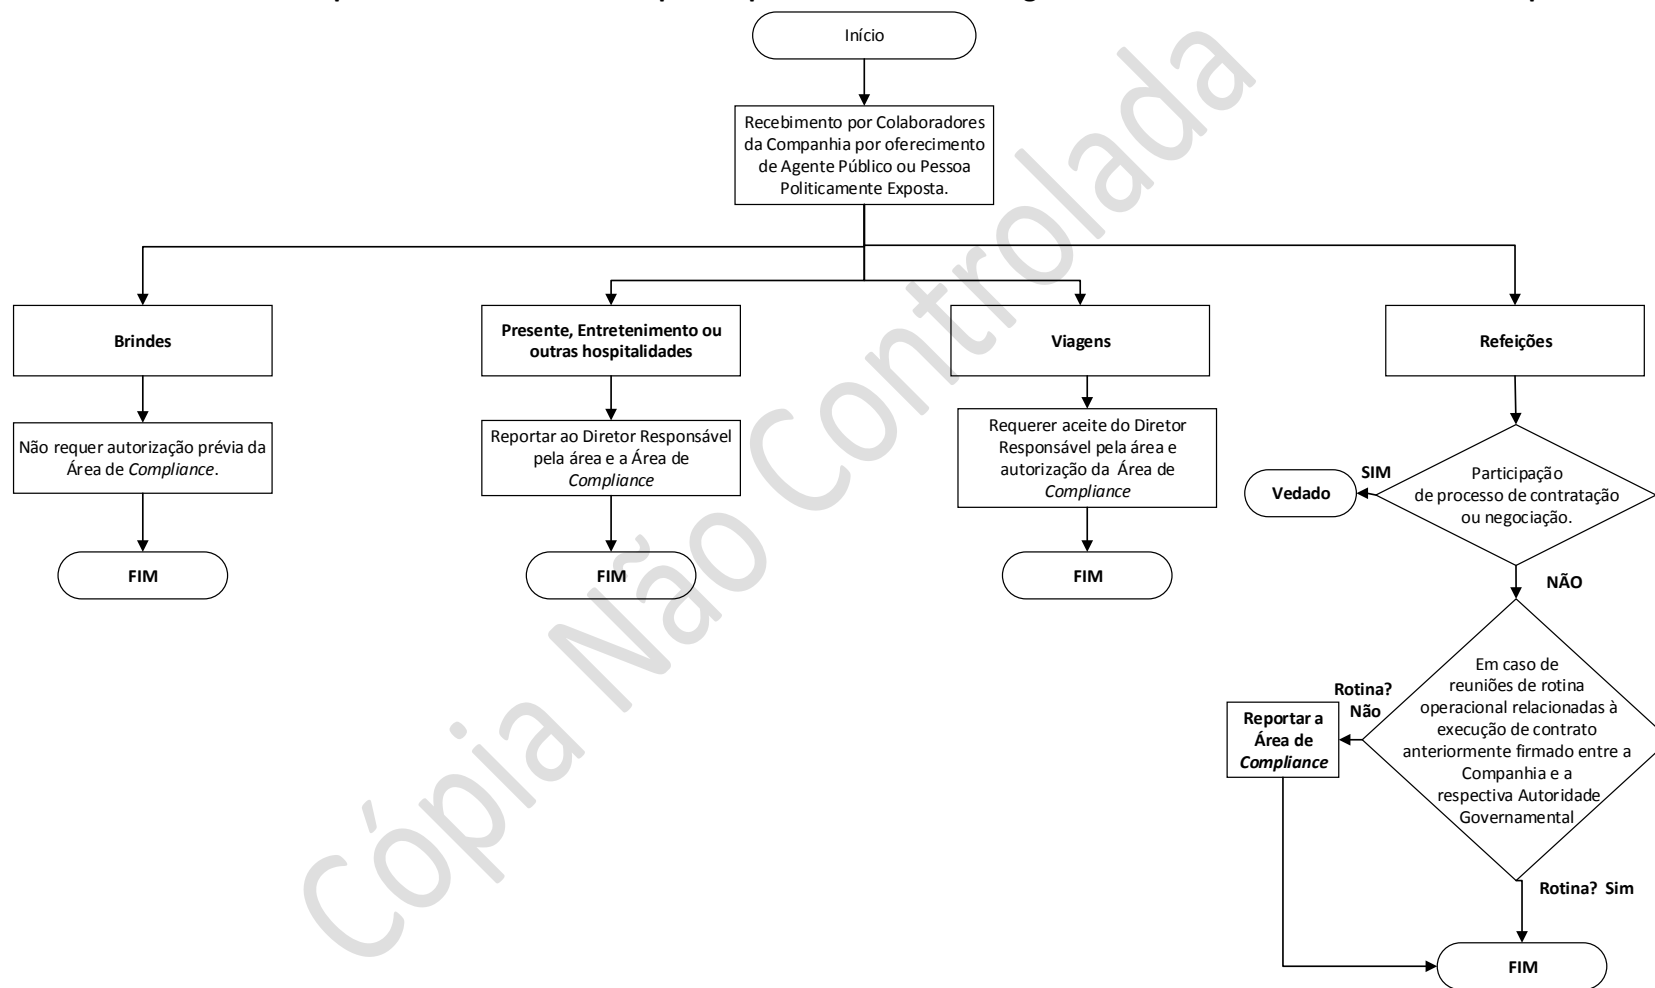 Início
Recebimento por Colaboradores
da Companhia por oferecimento
de Agente Público ou Pessoa
Politicamente Exposta.
Brindes
Presente, Entretenimento ou
outras hospitalidades
Viagens
Refeições
Não requer autorização prévia da
Área de Compliance.
Reportar ao Diretor Responsável
pela área e a Área de
Compliance
Requerer aceite do Diretor
Responsável pela área e
autorização da Área de
Compliance
Participação
de processo de contratação
ou negociação.
SIM
Vedado
NÃO
FIM
FIM
FIM
Em caso de
reuniões de rotina
operacional relacionadas à
execução de contrato
anteriormente firmado entre a
Companhia e a
respectiva Autoridade
Governamental
Rotina?
Não
Reportar a
Área de
Compliance
Rotina? Sim
FIM
Cópia Não Controlada